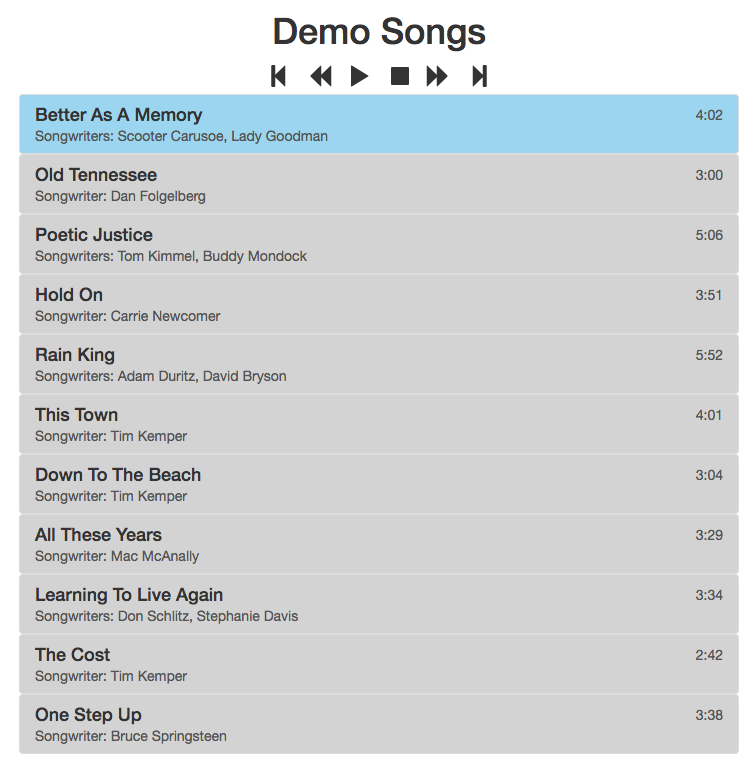 Demo Songs
Better As A Memory 4:02
Songwriters: Scooter Carusoe, Lady Goodman
Old Tennessee 3:00
Songwriter: Dan Folgelberg
Poetic Justice 5:06
Songwriters: Tom Kimmel, Buddy Mondock
Hold On 3:51
Songwriter: Carrie Newcomer
Rain King 5:52
Songwriters: Adam Duritz, David Bryson
This Town 4:01
Songwriter: Tim Kemper
Down To The Beach 3:04
Songwriter: Tim Kemper
All These Years 3:29
Songwriter: Mac McAnally
Learning To Live Again 3:34
Songwriters: Don Schlitz, Stephanie Davis
The Cost 2:42
Songwriter: Tim Kemper
One Step Up 3:38
Songwriter: Bruce Springsteen